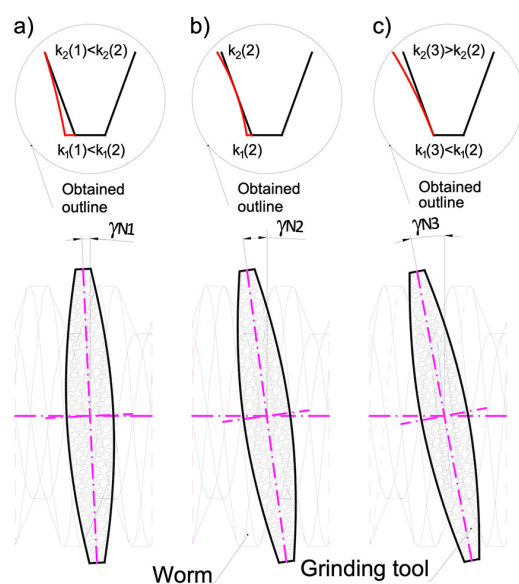 a)
k₂(1)<k₂(2)
k₁(1)<k₁(2)
Obtained
outline
γN1
b)
k₂(2)
k₁(2)
Obtained
outline
γN2
c)
k₂(3)>k₂(2)
k₁(3)<k₁(2)
Obtained
outline
γN3
Worm
Grinding tool